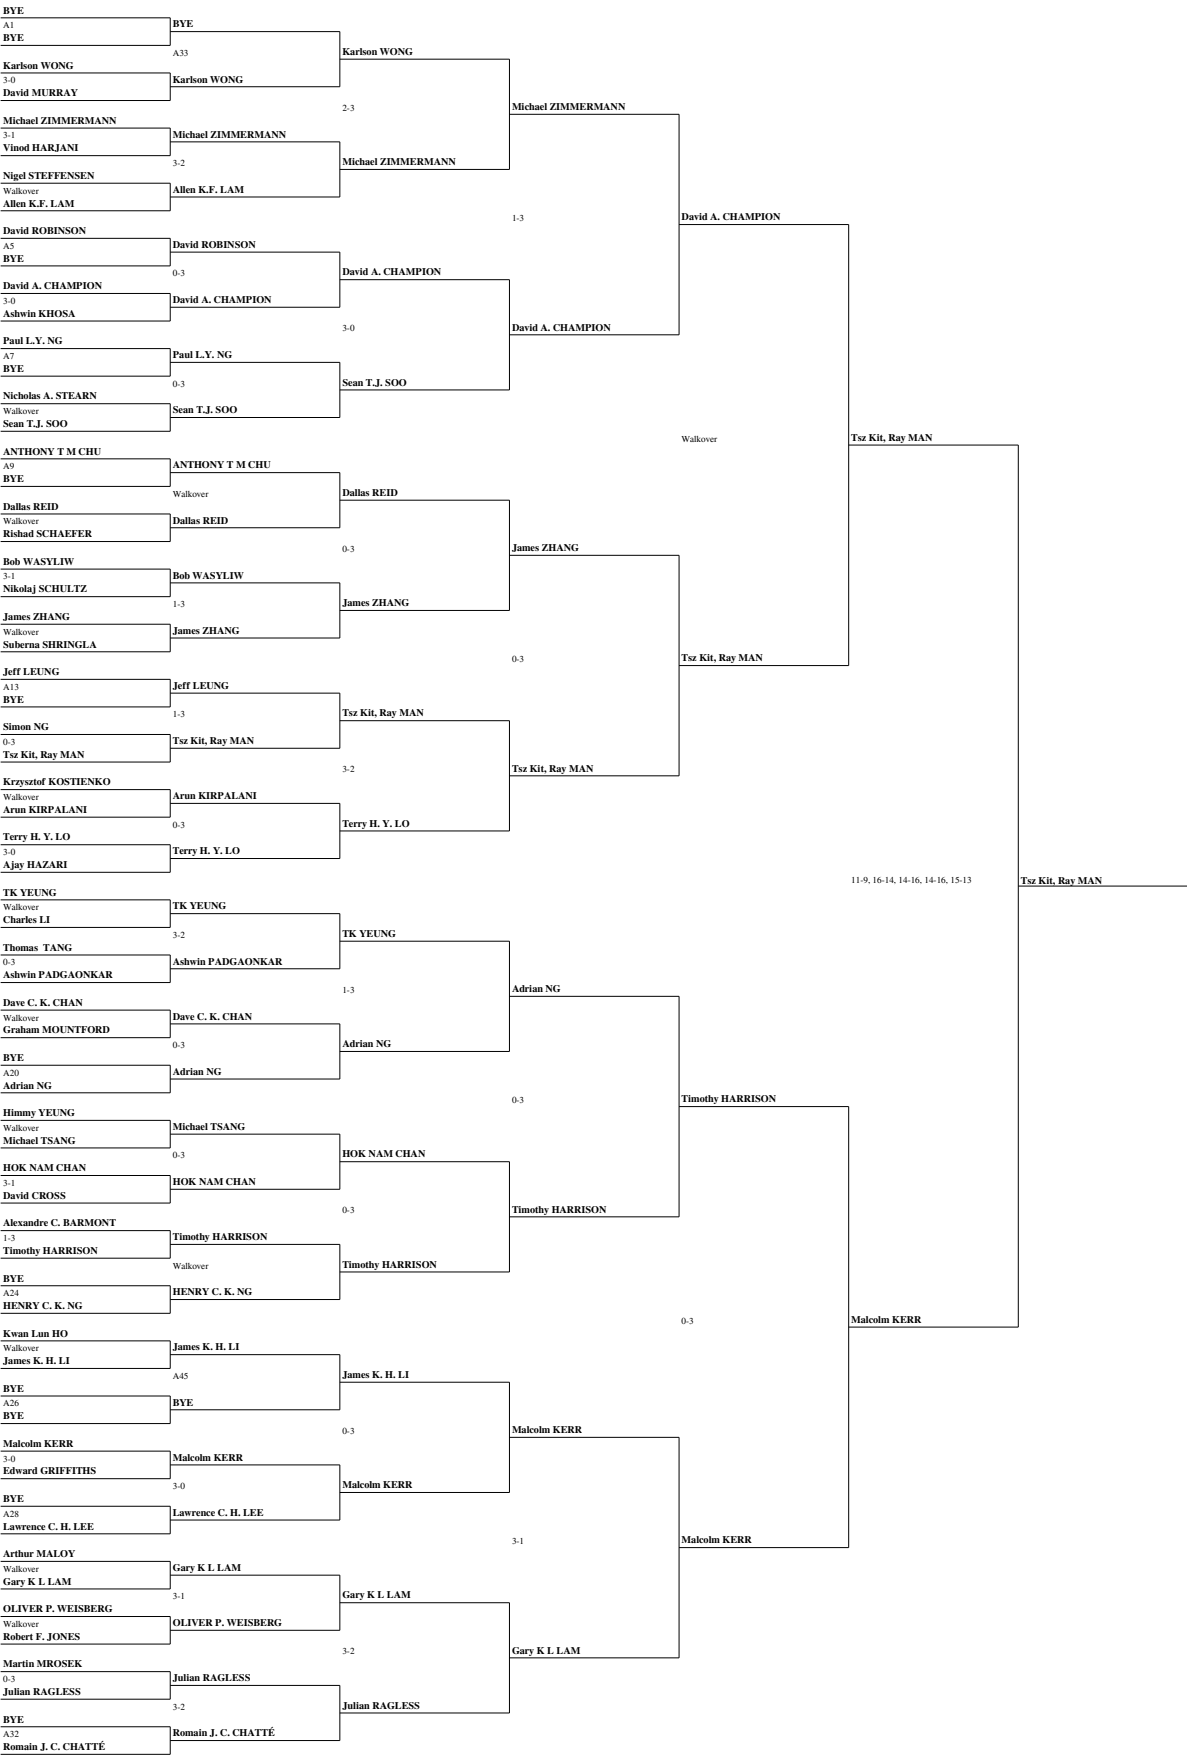 BYE
A1
BYE
Karlson WONG
3-0
David MURRAY
Michael ZIMMERMANN
3-1
Vinod HARJANI
Nigel STEFFENSEN
Walkover
Allen K.F. LAM
David ROBINSON
A5
BYE
David A. CHAMPION
3-0
Ashwin KHOSA
Paul L.Y. NG
A7
BYE
Nicholas A. STEARN
Walkover
Sean T.J. SOO
ANTHONY T M CHU
A9
BYE
Dallas REID
Walkover
Rishad SCHAEFER
Bob WASYLIW
3-1
Nikolaj SCHULTZ
James ZHANG
Walkover
Suberna SHRINGLA
Jeff LEUNG
A13
BYE
Simon NG
0-3
Tsz Kit, Ray MAN
Krzysztof KOSTIENKO
Walkover
Arun KIRPALANI
Terry H. Y. LO
3-0
Ajay HAZARI
TK YEUNG
Walkover
Charles LI
Thomas  TANG
0-3
Ashwin PADGAONKAR
Dave C. K. CHAN
Walkover
Graham MOUNTFORD
BYE
A20
Adrian NG
Himmy YEUNG
Walkover
Michael TSANG
HOK NAM CHAN
3-1
David CROSS
Alexandre C. BARMONT
1-3
Timothy HARRISON
BYE
A24
HENRY C. K. NG
Kwan Lun HO
Walkover
James K. H. LI
BYE
A26
BYE
Malcolm KERR
3-0
Edward GRIFFITHS
BYE
A28
Lawrence C. H. LEE
Arthur MALOY
Walkover
Gary K L LAM
OLIVER P. WEISBERG
Walkover
Robert F. JONES
Martin MROSEK
0-3
Julian RAGLESS
BYE
A32
Romain J. C. CHATTÉ
BYE
A33
Karlson WONG
Michael ZIMMERMANN
3-2
Allen K.F. LAM
David ROBINSON
0-3
David A. CHAMPION
Paul L.Y. NG
0-3
Sean T.J. SOO
ANTHONY T M CHU
Walkover
Dallas REID
Bob WASYLIW
1-3
James ZHANG
Jeff LEUNG
1-3
Tsz Kit, Ray MAN
Arun KIRPALANI
0-3
Terry H. Y. LO
TK YEUNG
3-2
Ashwin PADGAONKAR
Dave C. K. CHAN
0-3
Adrian NG
Michael TSANG
0-3
HOK NAM CHAN
Timothy HARRISON
Walkover
HENRY C. K. NG
James K. H. LI
A45
BYE
Malcolm KERR
3-0
Lawrence C. H. LEE
Gary K L LAM
3-1
OLIVER P. WEISBERG
Julian RAGLESS
3-2
Romain J. C. CHATTÉ
Karlson WONG
2-3
Michael ZIMMERMANN
David A. CHAMPION
3-0
Sean T.J. SOO
Dallas REID
0-3
James ZHANG
Tsz Kit, Ray MAN
3-2
Terry H. Y. LO
TK YEUNG
1-3
Adrian NG
HOK NAM CHAN
0-3
Timothy HARRISON
James K. H. LI
0-3
Malcolm KERR
Gary K L LAM
3-2
Julian RAGLESS
Michael ZIMMERMANN
1-3
David A. CHAMPION
James ZHANG
0-3
Tsz Kit, Ray MAN
Adrian NG
0-3
Timothy HARRISON
Malcolm KERR
3-1
Gary K L LAM
David A. CHAMPION
Walkover
Tsz Kit, Ray MAN
Timothy HARRISON
0-3
Malcolm KERR
Tsz Kit, Ray MAN
11-9, 16-14, 14-16, 14-16, 15-13
Malcolm KERR
Tsz Kit, Ray MAN